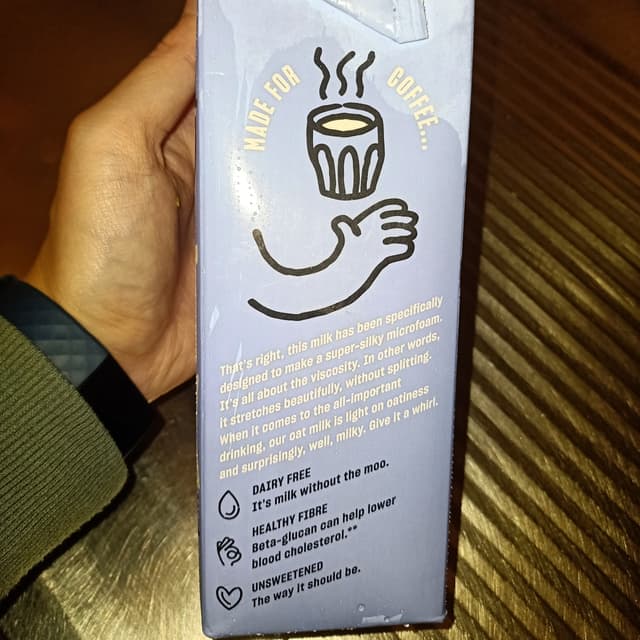 MADE FOR COFFEE...
That's right, this milk has been specifically
designed to make a super-silky microfoam.
It's all about the viscosity. In other words,
it stretches beautifully, without splitting.
When it comes to the all-important
drinking, our oat milk is light on oatiness
and surprisingly, well, milky. Give it a whirl.
DAIRY FREE
It's milk without the moo.
HEALTHY FIBRE
Beta-glucan can help lower
blood cholesterol.**
UNSWEETENED
The way it should be.